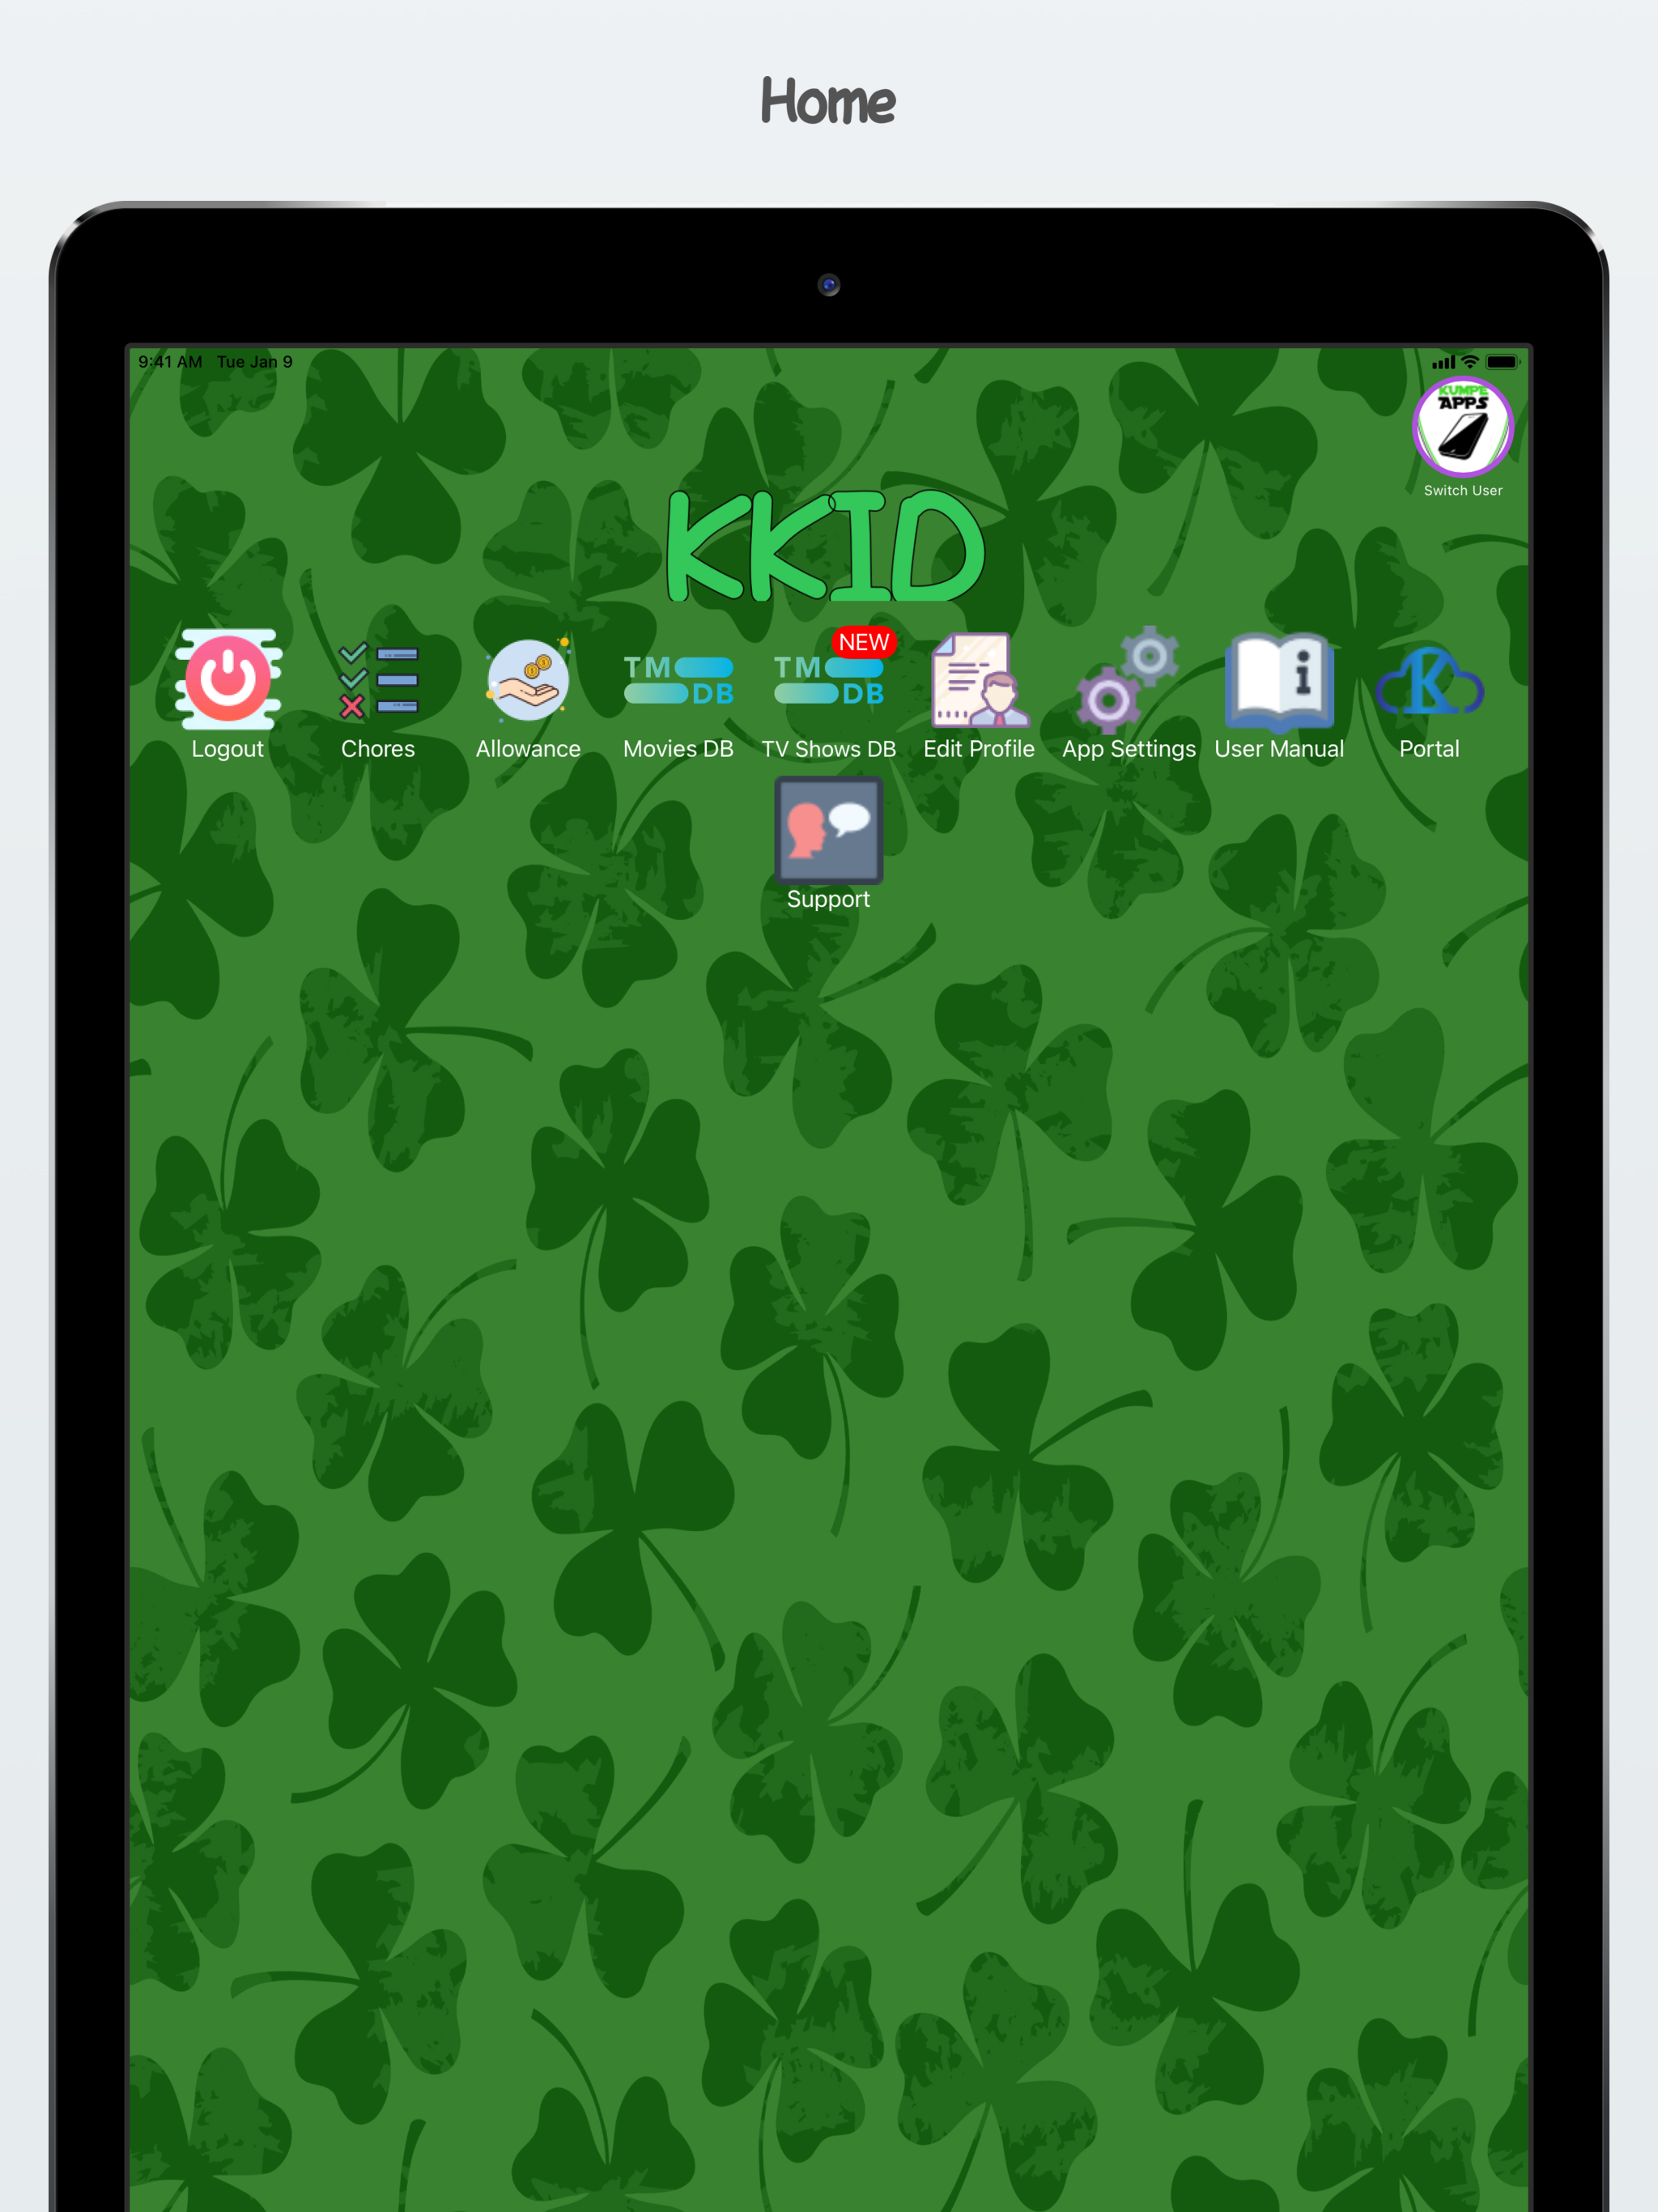 Home
9:41 AM Tue Jan 9
KUMPE
APPS
Switch User
KKID
NEW
TM
DB
TM
DB
Logout
Chores
Allowance
Movies DB
TV Shows DB
Edit Profile
App Settings
User Manual
Portal
i
K
Support